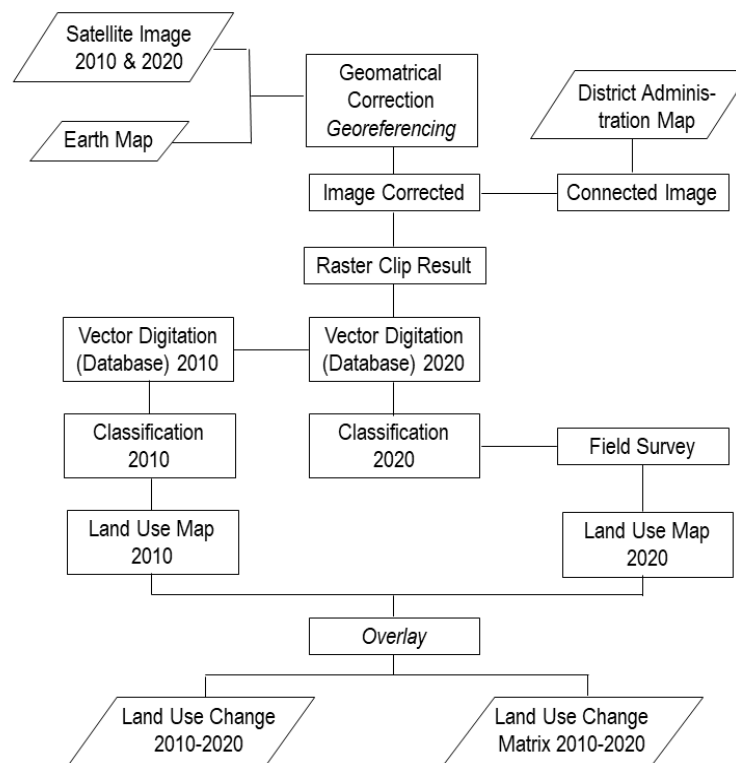 Satellite Image
2010 & 2020
Geomatrical
Correction
Georeferencing
District Adminis-
tration Map
Earth Map
Image Corrected
Connected Image
Raster Clip Result
Vector Digitation
(Database) 2010
Vector Digitation
(Database) 2020
Classification
2010
Classification
2020
Field Survey
Land Use Map
2010
Land Use Map
2020
Overlay
Land Use Change
2010-2020
Land Use Change
Matrix 2010-2020